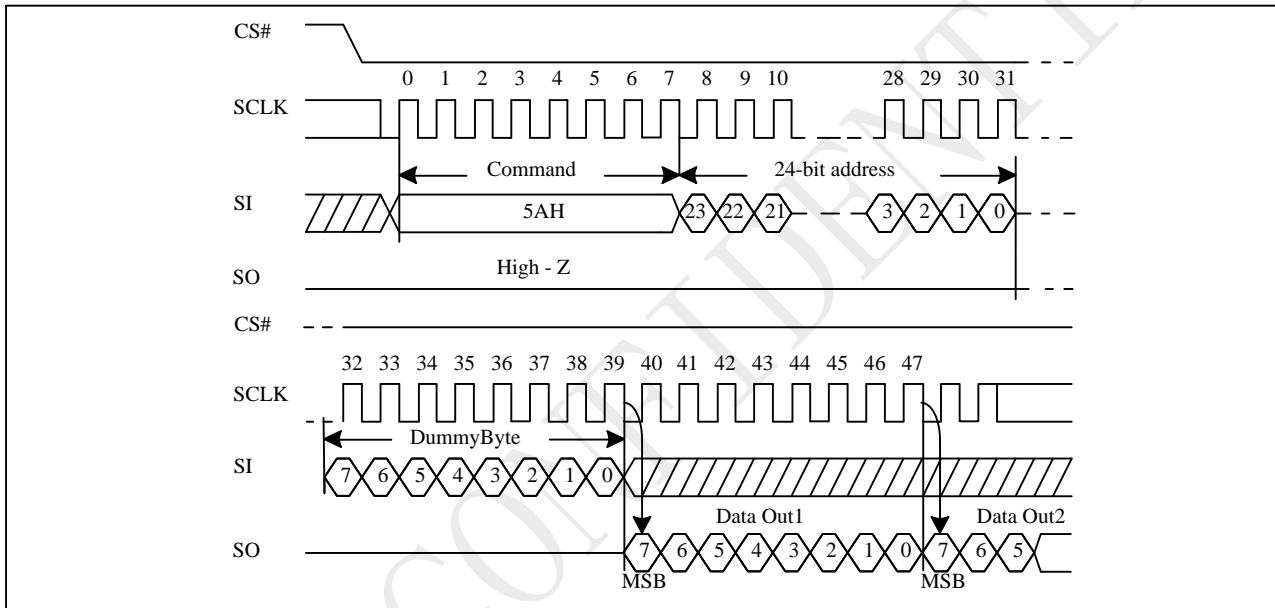 CS#
0 1 2 3 4 5 6 7 8 9 10 28 29 30 31
SCLK
Command 24-bit address
SI 5AH 23 22 21 3 2 1 0
High - Z
SO
CS#
32 33 34 35 36 37 38 39 40 41 42 43 44 45 46 47
SCLK
DummyByte
SI 7 6 5 4 3 2 1 0
Data Out1 Data Out2
SO 7 6 5 4 3 2 1 0 7 6 5
MSB MSB
CONFIDENTI